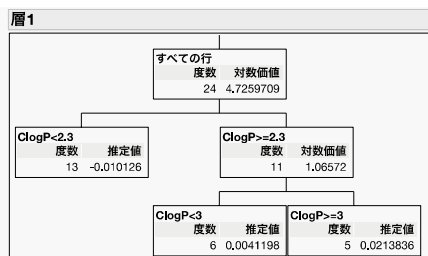 層1
すべての行
度数 対数価値
24 4.7259709
ClogP<2.3
度数 推定値
13 -0.010126
ClogP>=2.3
度数 対数価値
11 1.06572
ClogP<3
度数 推定値
6 0.0041198
ClogP>=3
度数 推定値
5 0.0213836